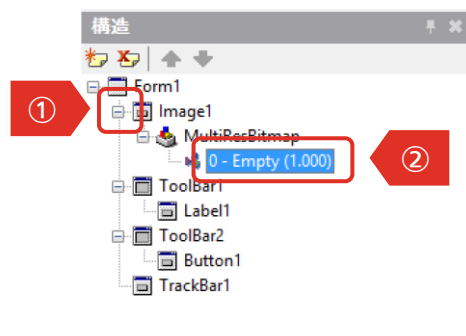 構造
Form1
① Image1
MultiResBitmap
0 - Empty (1.000) ②
ToolBar1
Label1
ToolBar2
Button1
TrackBar1